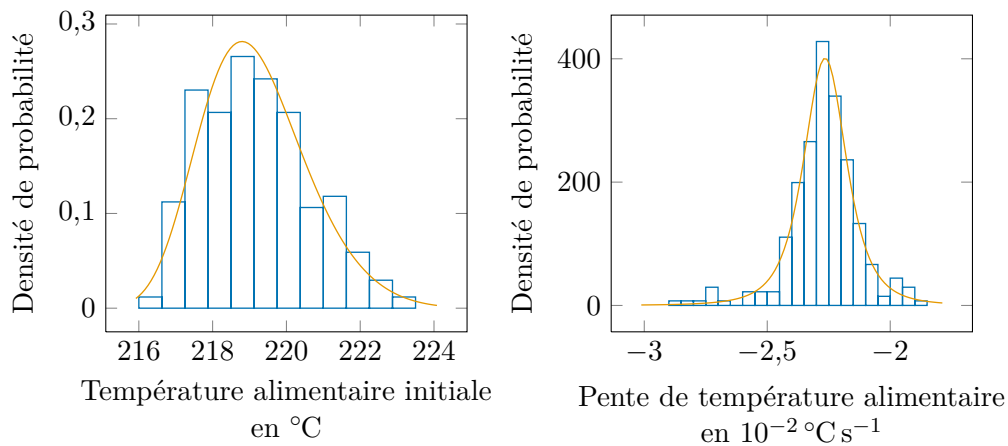 Densité de probabilité
0,3
0,2
0,1
0
216 218 220 222 224
Température alimentaire initiale
en °C
Densité de probabilité
400
200
0
−3 −2,5 −2
Pente de température alimentaire
en 10⁻² °C s⁻¹